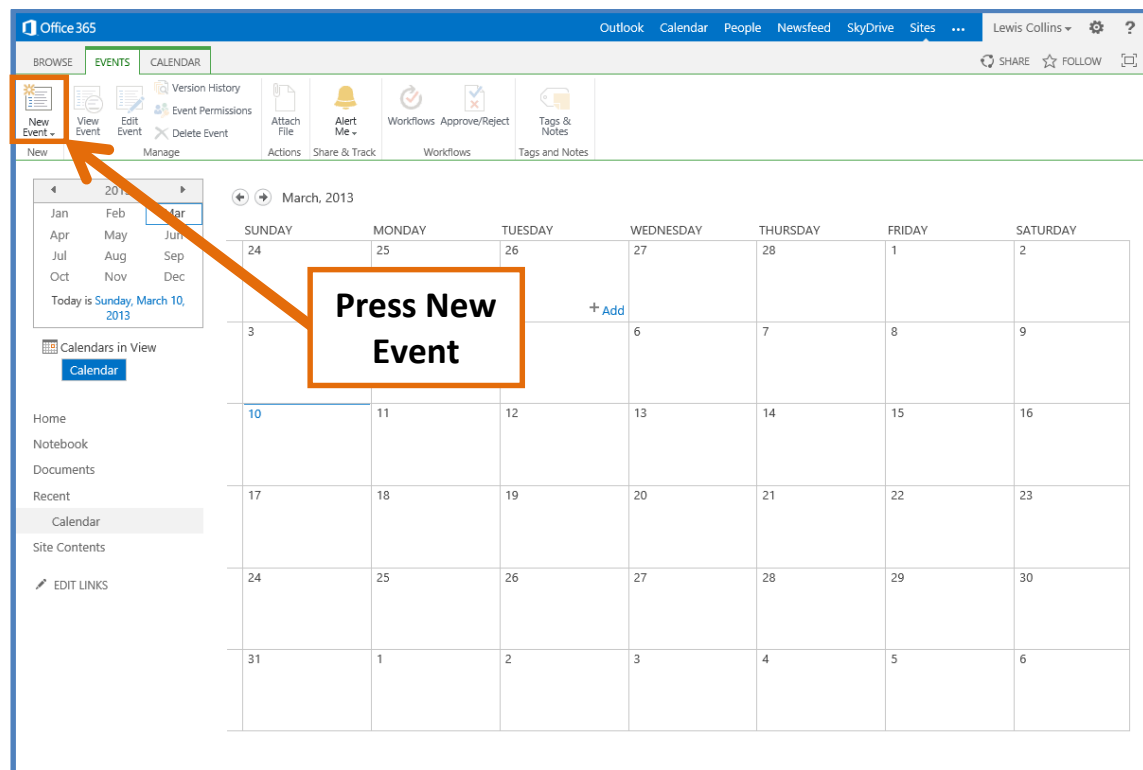 Office 365
Outlook Calendar People Newsfeed SkyDrive Sites ... Lewis Collins ?
BROWSE EVENTS CALENDAR
SHARE FOLLOW
New Event
View Event
Edit Event
Version History
Event Permissions
Delete Event
Attach File
Alert Me
Workflows Approve/Reject
Tags & Notes
New Manage Actions Share & Track Workflows Tags and Notes
Jan Feb Mar
Apr May Jun
Jul Aug Sep
Oct Nov Dec
Today is Sunday, March 10,
2013
Calendars in View
Calendar
Home
Notebook
Documents
Recent
Calendar
Site Contents
EDIT LINKS
March, 2013
SUNDAY MONDAY TUESDAY WEDNESDAY THURSDAY FRIDAY SATURDAY
24 25 26 27 28 1 2
+ Add
Press New
Event
3 6 7 8 9
10 11 12 13 14 15 16
17 18 19 20 21 22 23
24 25 26 27 28 29 30
31 1 2 3 4 5 6